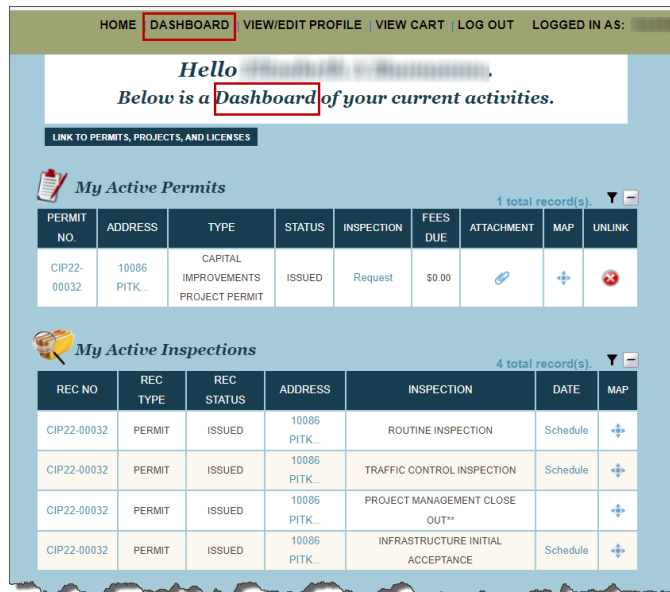 HOME | DASHBOARD | VIEW/EDIT PROFILE | VIEW CART | LOG OUT LOGGED IN AS:
Hello .
Below is a Dashboard of your current activities.
LINK TO PERMITS, PROJECTS, AND LICENSES
My Active Permits
1 total record(s).
PERMIT NO. ADDRESS TYPE STATUS INSPECTION FEES DUE ATTACHMENT MAP UNLINK
CIP22-00032 10086 PITK... CAPITAL IMPROVEMENTS PROJECT PERMIT ISSUED Request $0.00
My Active Inspections
4 total record(s).
REC NO REC TYPE REC STATUS ADDRESS INSPECTION DATE MAP
CIP22-00032 PERMIT ISSUED 10086 PITK... ROUTINE INSPECTION Schedule
CIP22-00032 PERMIT ISSUED 10086 PITK... TRAFFIC CONTROL INSPECTION Schedule
CIP22-00032 PERMIT ISSUED 10086 PITK... PROJECT MANAGEMENT CLOSE OUT**
CIP22-00032 PERMIT ISSUED 10086 PITK... INFRASTRUCTURE INITIAL ACCEPTANCE Schedule